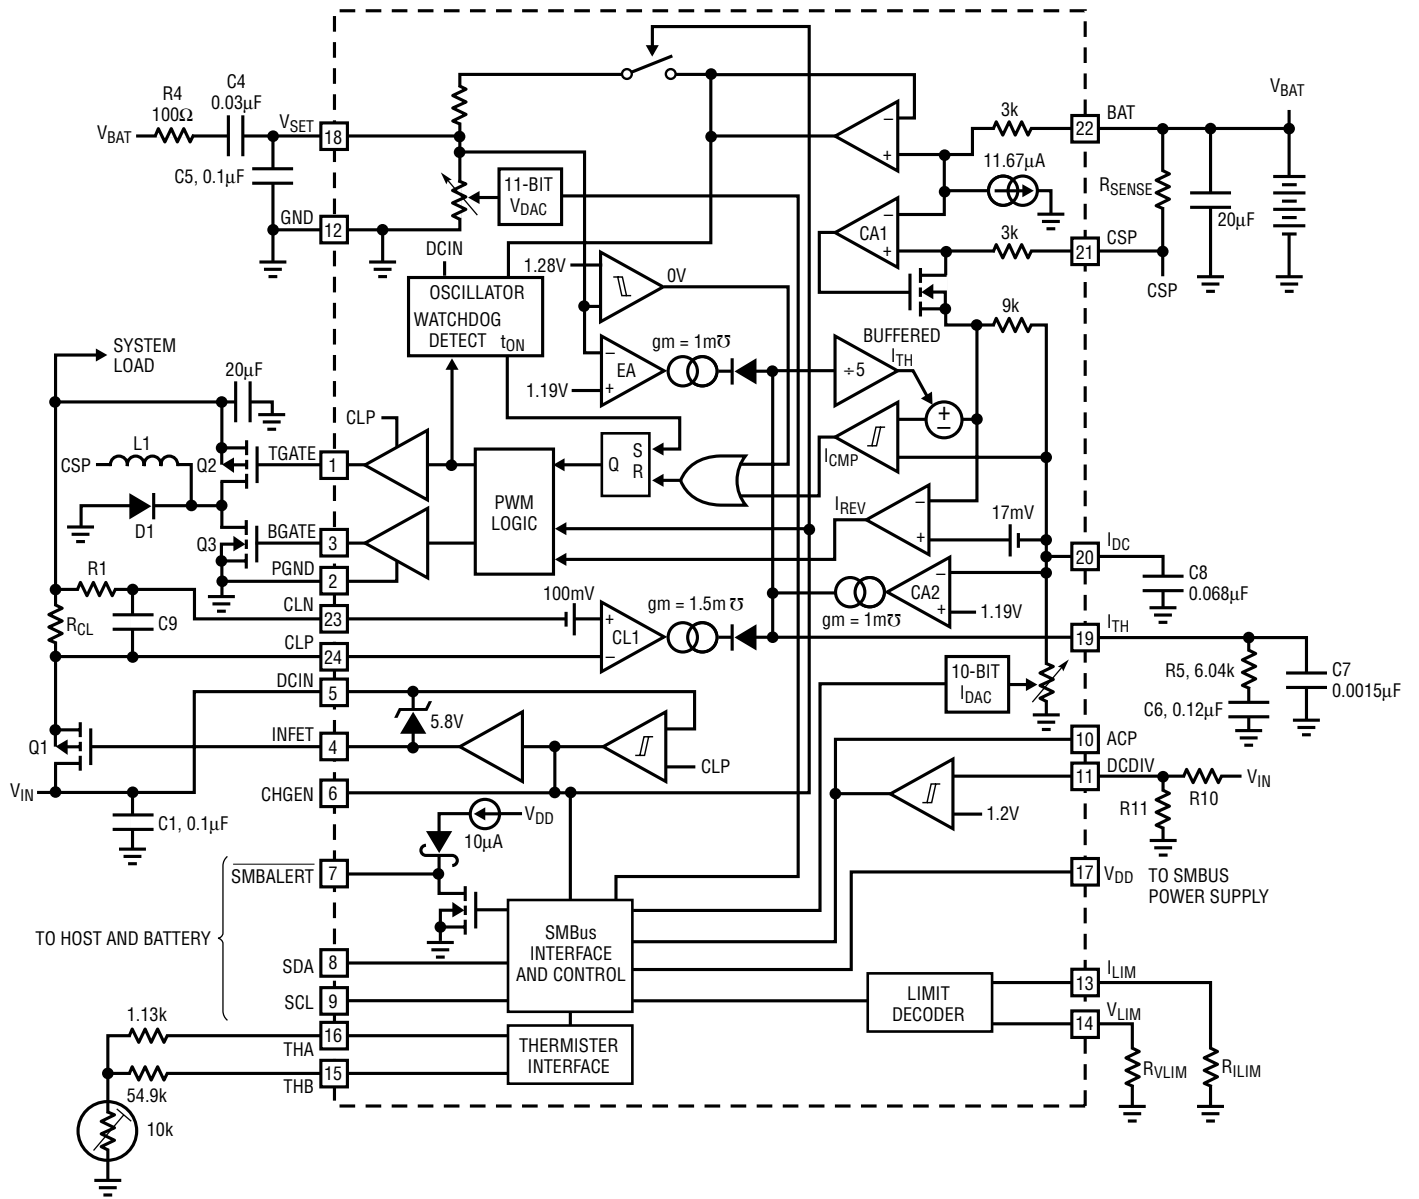 R4
100Ω
C4
0.03µF
VBAT
VSET
18
C5, 0.1µF
GND
12
11-BIT
VDAC
DCIN
OSCILLATOR
WATCHDOG
DETECT
tON
1.28V
0V
EA
1.19V
gm = 1m℧
3k
BAT
22
VBAT
11.67µA
RSENSE
20µF
CA1
3k
CSP
21
CSP
9k
BUFFERED
ITH
÷5
+
−
ICMP
SYSTEM
LOAD
20µF
CLP
L1
CSP
Q2
TGATE
1
D1
Q3
BGATE
3
PGND
2
PWM
LOGIC
S
Q
R
IREV
17mV
IDC
20
C8
0.068µF
R1
CLN
23
RCL
C9
CLP
24
100mV
CL1
gm = 1.5m ℧
CA2
gm = 1m℧
1.19V
ITH
19
R5, 6.04k
C7
0.0015µF
C6, 0.12µF
10-BIT
IDAC
DCIN
5
5.8V
Q1
INFET
4
CLP
VIN
C1, 0.1µF
CHGEN
6
10
ACP
DCDIV
11
VIN
R10
R11
1.2V
VDD
10µA
SMBALERT
7
17
VDD
TO SMBUS
POWER SUPPLY
TO HOST AND BATTERY
SMBus
INTERFACE
AND CONTROL
SDA
8
SCL
9
LIMIT
DECODER
ILIM
13
VLIM
14
RVLIM
RILIM
1.13k
16
THA
THERMISTER
INTERFACE
15
THB
54.9k
10k